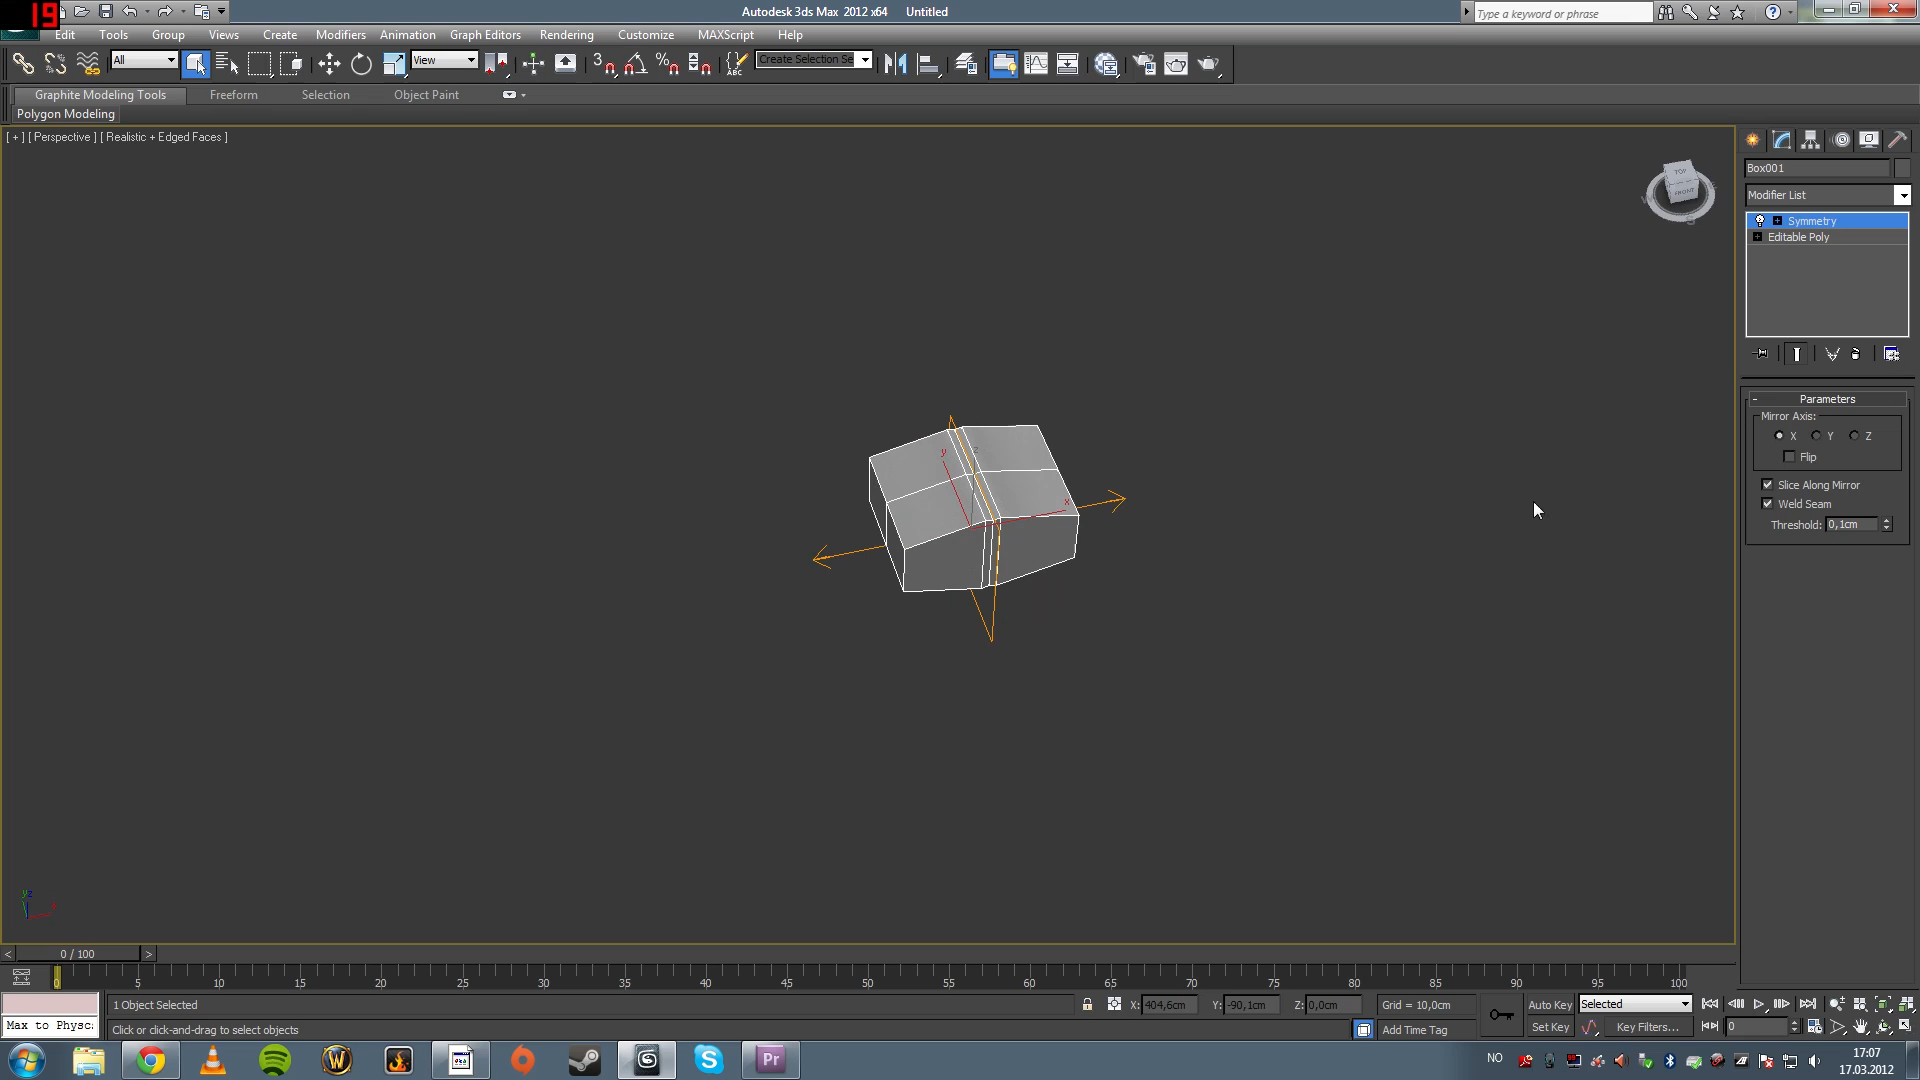 19
Autodesk 3ds Max 2012 x64 Untitled
Type a keyword or phrase
Edit Tools Group Views Create Modifiers Animation Graph Editors Rendering Customize MAXScript Help
All View Create Selection Se
Graphite Modeling Tools Freeform Selection Object Paint
Polygon Modeling
[ + ] [ Perspective ] [ Realistic + Edged Faces ]
TOP
FRONT
Box001
Modifier List
Symmetry
Editable Poly
Parameters
Mirror Axis:
X Y Z
Flip
Slice Along Mirror
Weld Seam
Threshold: 0,1cm
y z x
0 / 100
0 5 10 15 20 25 30 35 40 45 50 55 60 65 70 75 80 85 90 95 100
1 Object Selected X: 404,6cm Y: -90,1cm Z: 0,0cm Grid = 10,0cm Auto Key Selected
Max to Physc:
Click or click-and-drag to select objects Add Time Tag Set Key Key Filters... 0
Pr
NO
17:07
17.03.2012